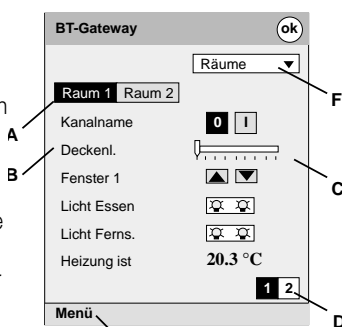 BT-Gateway ok
Räume
F
n Raum 1 Raum 2
A
Kanalname 0 I
B Deckenl.
C
Fenster 1
e Licht Essen
Licht Ferns.
Heizung ist 20.3 °C
1 2
D
Menü